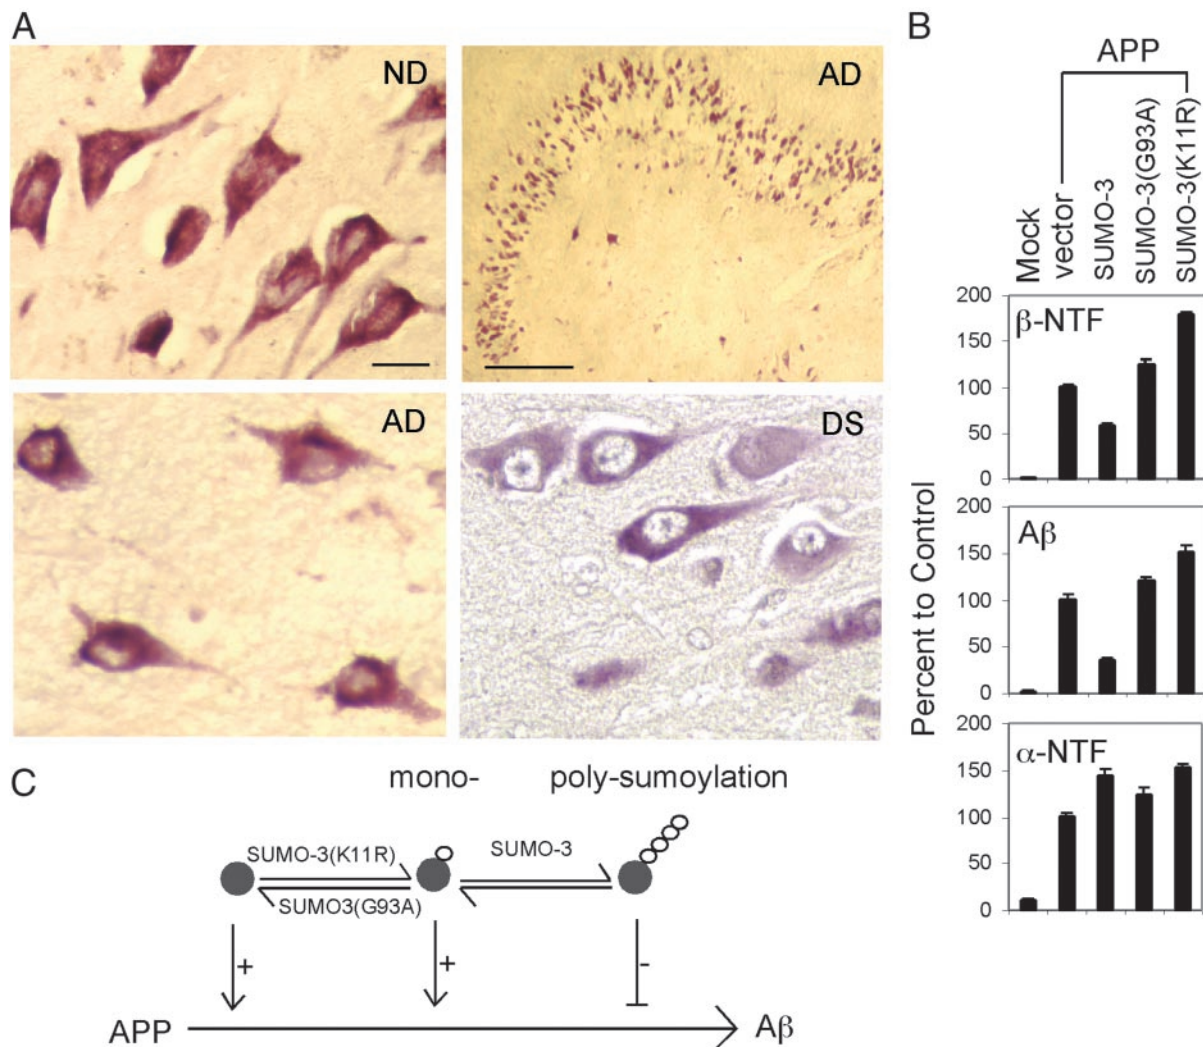 A
ND
AD
AD
DS
B
APP
Mock
vector
SUMO-3
SUMO-3(G93A)
SUMO-3(K11R)
Percent to Control
200
β-NTF
150
100
50
0
200
Aβ
150
100
50
0
200
α-NTF
150
100
50
0
C
mono- poly-sumoylation
SUMO-3(K11R)
SUMO-3
SUMO3(G93A)
+ + -
APP Aβ